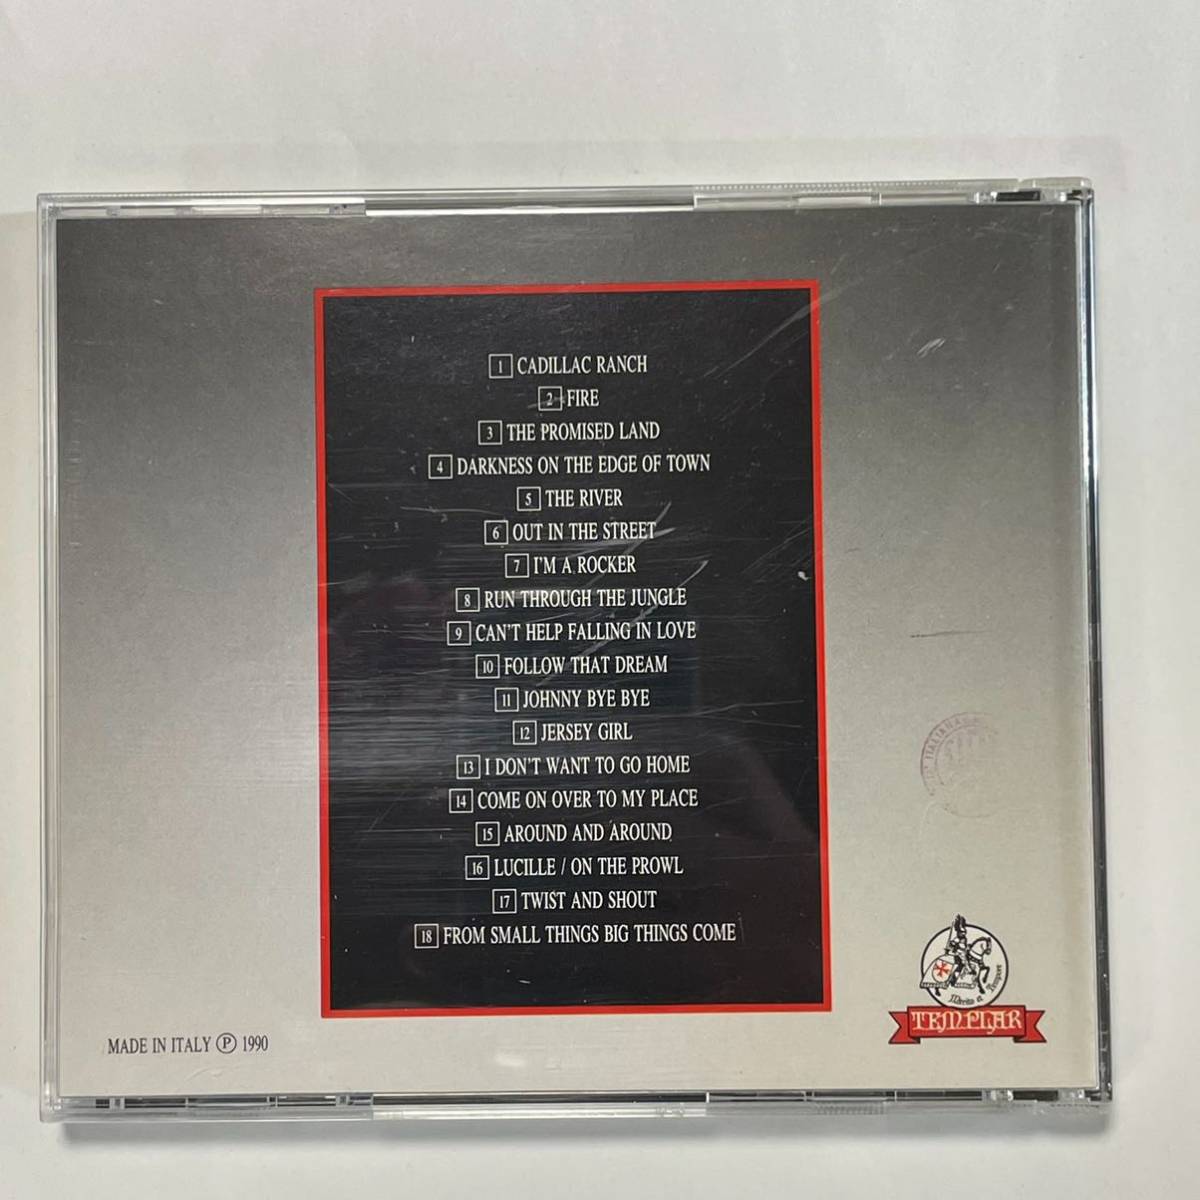 1 CADILLAC RANCH
2 FIRE
3 THE PROMISED LAND
4 DARKNESS ON THE EDGE OF TOWN
5 THE RIVER
6 OUT IN THE STREET
7 I'M A ROCKER
8 RUN THROUGH THE JUNGLE
9 CAN'T HELP FALLING IN LOVE
10 FOLLOW THAT DREAM
11 JOHNNY BYE BYE
12 JERSEY GIRL
13 I DON'T WANT TO GO HOME
14 COME ON OVER TO MY PLACE
15 AROUND AND AROUND
16 LUCILLE / ON THE PROWL
17 TWIST AND SHOUT
18 FROM SMALL THINGS BIG THINGS COME
Merito et Tempore
TEMPLAR
MADE IN ITALY Ⓟ 1990